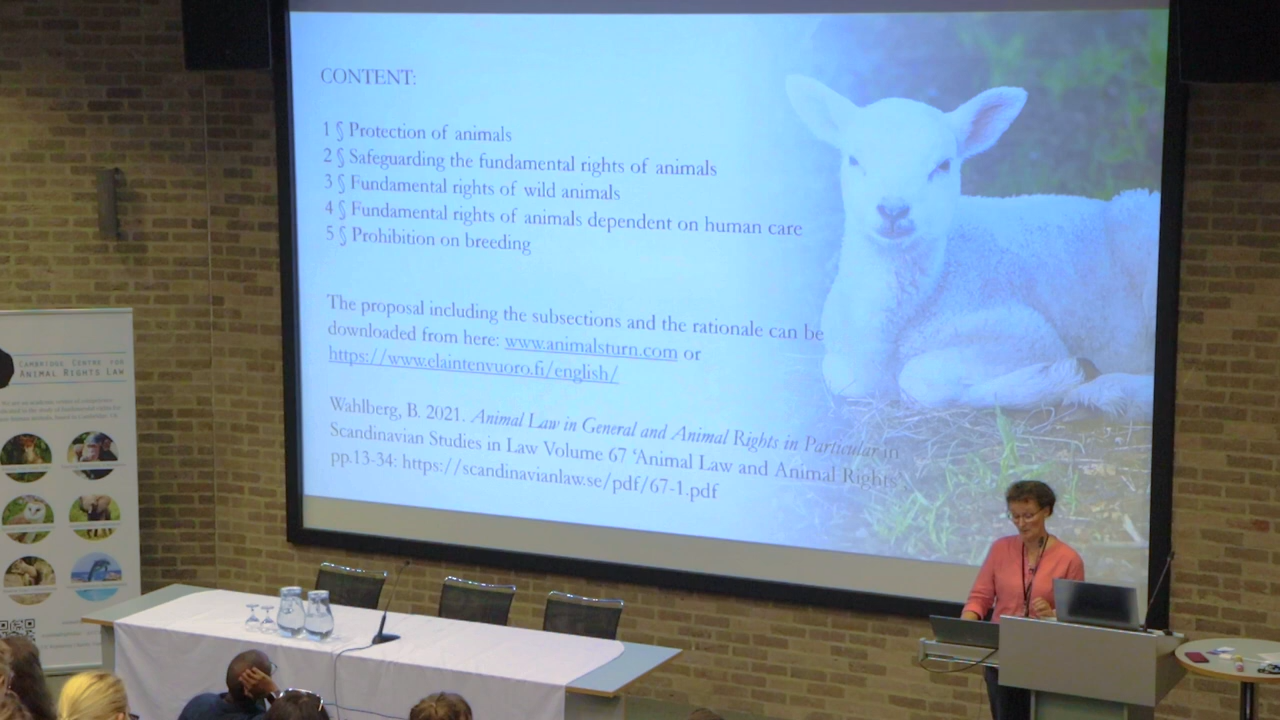 CONTENT:
1 § Protection of animals
2 § Safeguarding the fundamental rights of animals
3 § Fundamental rights of wild animals
4 § Fundamental rights of animals dependent on human care
5 § Prohibition on breeding
The proposal including the subsections and the rationale can be
downloaded from here: www.animalsturn.com or
https://www.elaintenvuoro.fi/english/
Wahlberg, B. 2021. Animal Law in General and Animal Rights in Particular in
Scandinavian Studies in Law Volume 67 'Animal Law and Animal Rights
pp.13-34: https://scandinavianlaw.se/pdf/67-1.pdf
CAMBRIDGE CENTRE FOR
ANIMAL RIGHTS LAW